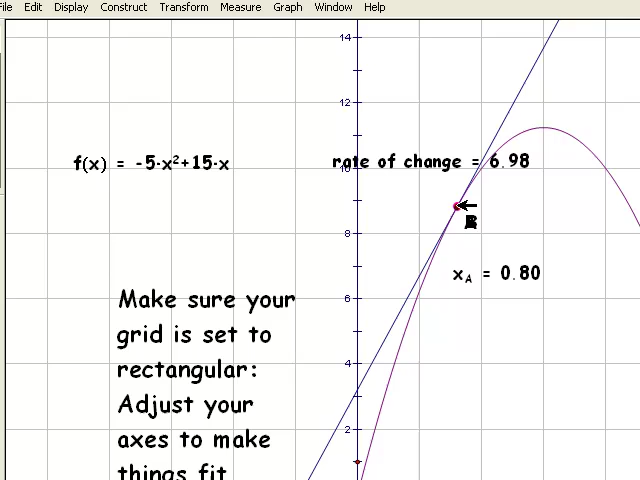 File Edit Display Construct Transform Measure Graph Window Help
14
12
f(x) = -5·x²+15·x
rate of change = 6.98
10
8
x_A = 0.80
Make sure your
6
grid is set to
rectangular:
4
Adjust your
axes to make
2
things fit